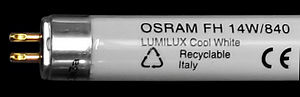 OSRAM FH 14W/840
LUMILUX Cool White
Recyclable
Italy
CE